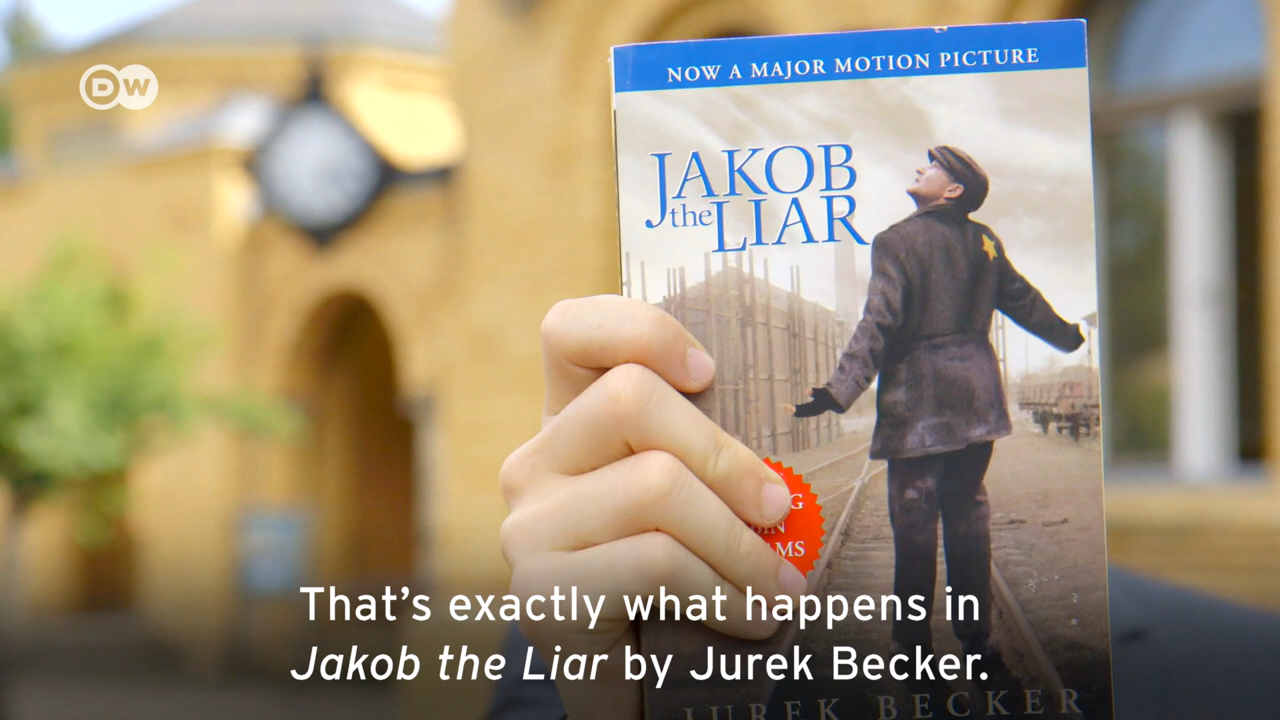 DW
NOW A MAJOR MOTION PICTURE
JAKOB
the LIAR
AMS
That's exactly what happens in
Jakob the Liar by Jurek Becker.
JUREK BECKER